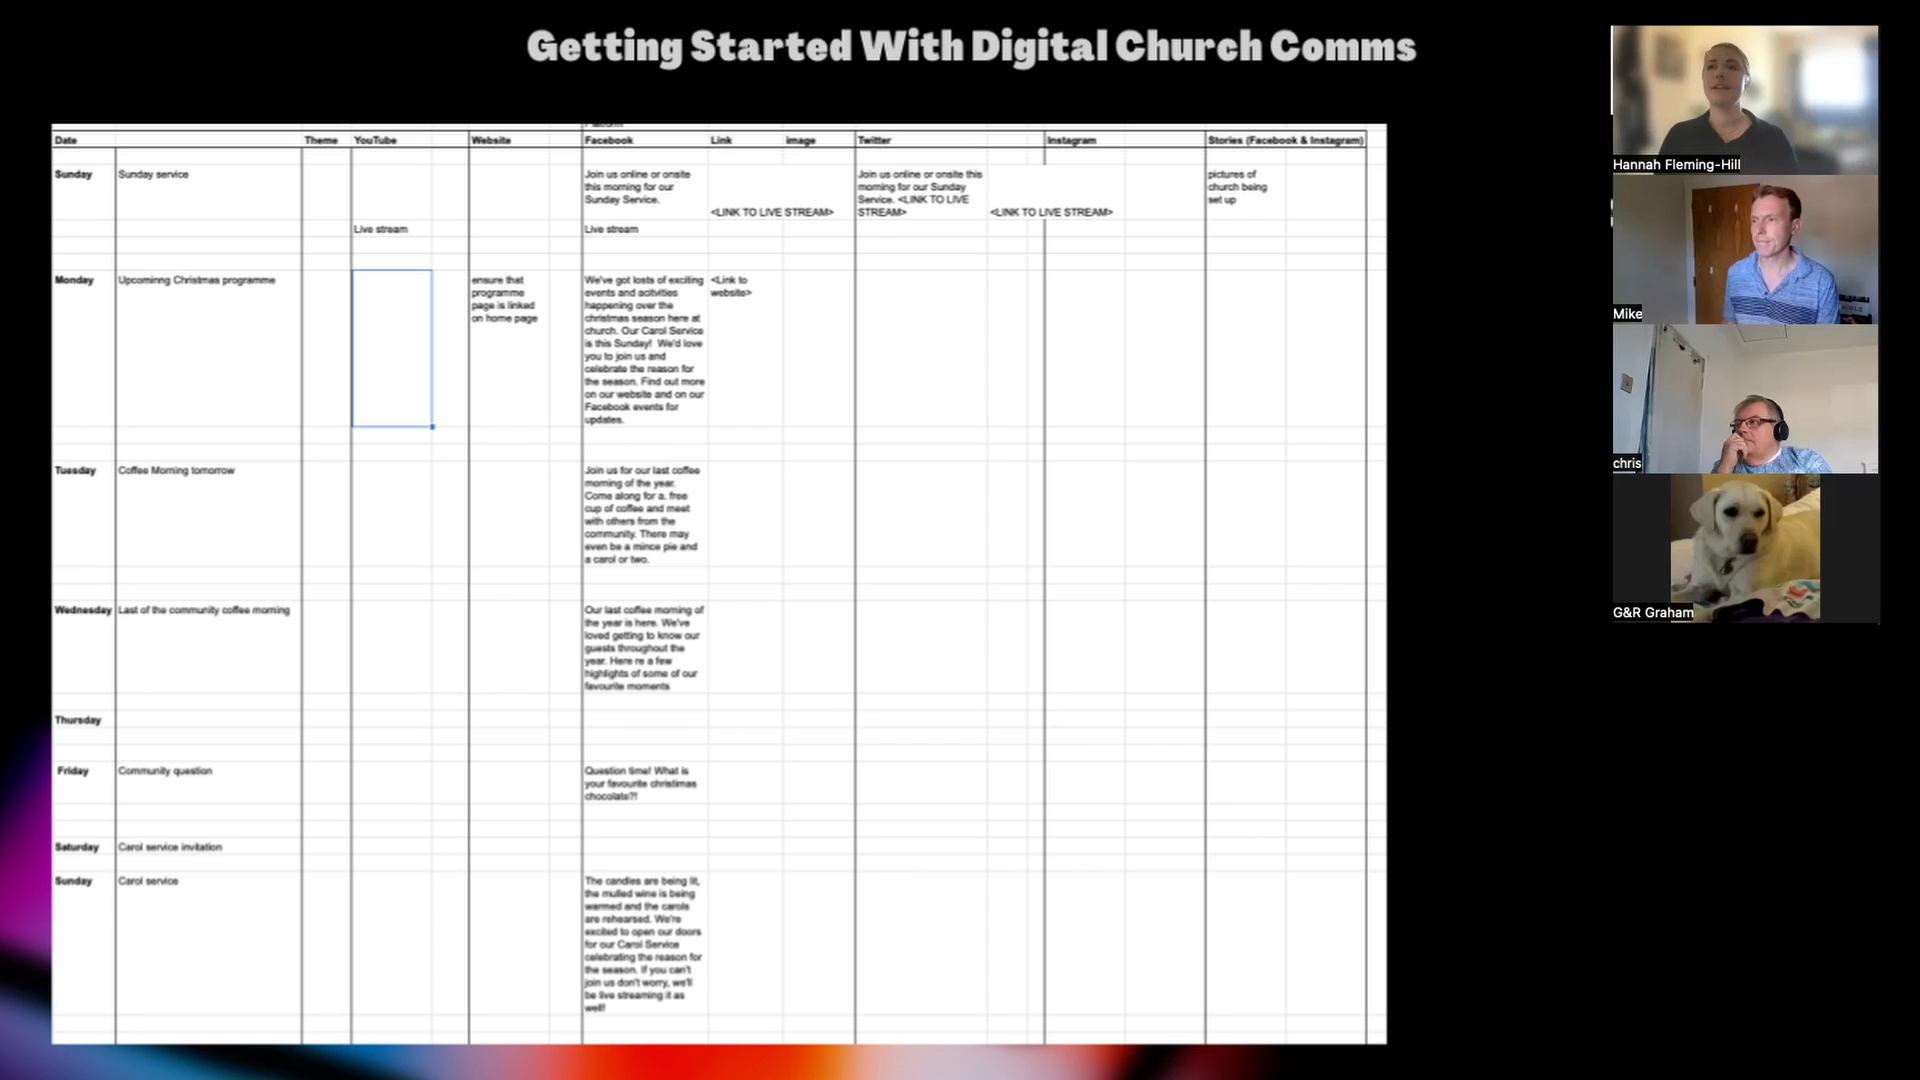 Getting Started With Digital Church Comms
Date Theme YouTube Website Facebook Link image Twitter Instagram Stories (Facebook & Instagram)
Sunday
Sunday service
Live stream
Join us online or onsite
this morning for our
Sunday Service.
<LINK TO LIVE STREAM>
Live stream
Join us online or onsite this
morning for our Sunday
Service. <LINK TO LIVE
STREAM>
<LINK TO LIVE STREAM>
pictures of
church being
set up
Monday
Upcominng Christmas programme
ensure that
programme
page is linked
on home page
We've got losts of exciting
events and acitvities
happening over the
christmas season here at
church. Our Carol Service
is this Sunday! We'd love
you to join us and
celebrate the reason for
the season. Find out more
on our website and on our
Facebook events for
updates.
<Link to
website>
Tuesday
Coffee Morning tomorrow
Join us for our last coffee
morning of the year.
Come along for a. free
cup of coffee and meet
with others from the
community. There may
even be a mince pie and
a carol or two.
Wednesday
Last of the community coffee morning
Our last coffee morning of
the year is here. We've
loved getting to know our
guests throughout the
year. Here re a few
highlights of some of our
favourite moments
Thursday
Friday
Community question
Question time! What is
your favourite christimas
chocolate?!
Saturday
Carol service invitation
Sunday
Carol service
The candles are being lit,
the mulled wine is being
warmed and the carols
are rehearsed. We're
excited to open our doors
for our Carol Service
celebrating the reason for
the season. If you can't
join us don't worry, we'll
be live streaming it as
well!
Hannah Fleming-Hill
Mike
chris
G&R Graham